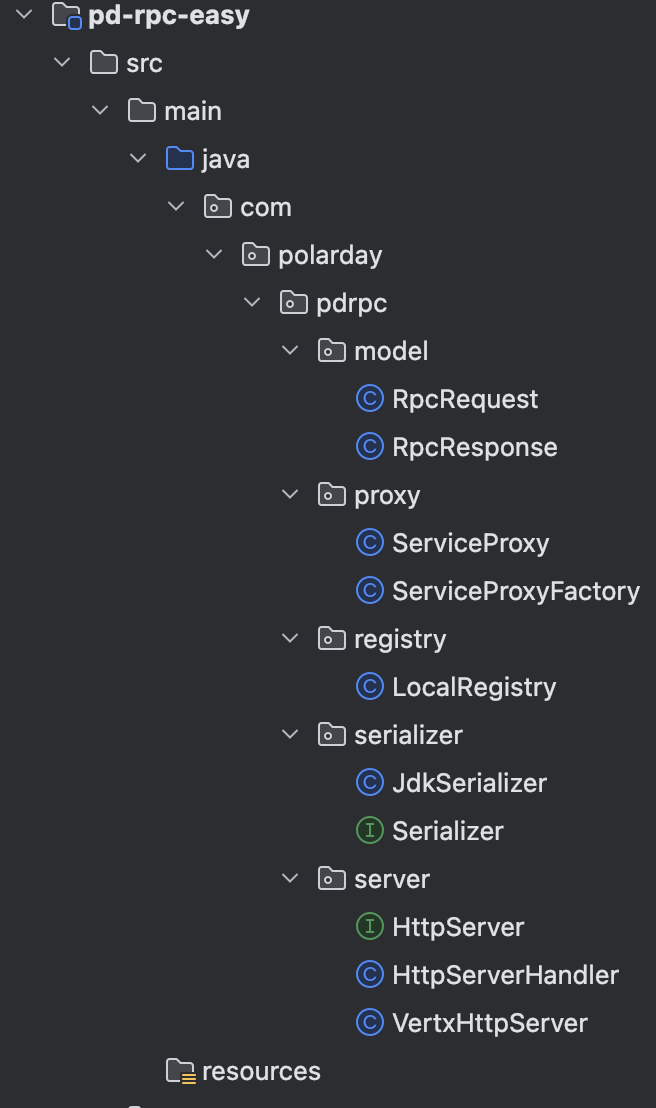 pd-rpc-easy
src
main
java
com
polarday
pdrpc
model
RpcRequest
RpcResponse
proxy
ServiceProxy
ServiceProxyFactory
registry
LocalRegistry
serializer
JdkSerializer
Serializer
server
HttpServer
HttpServerHandler
VertxHttpServer
resources